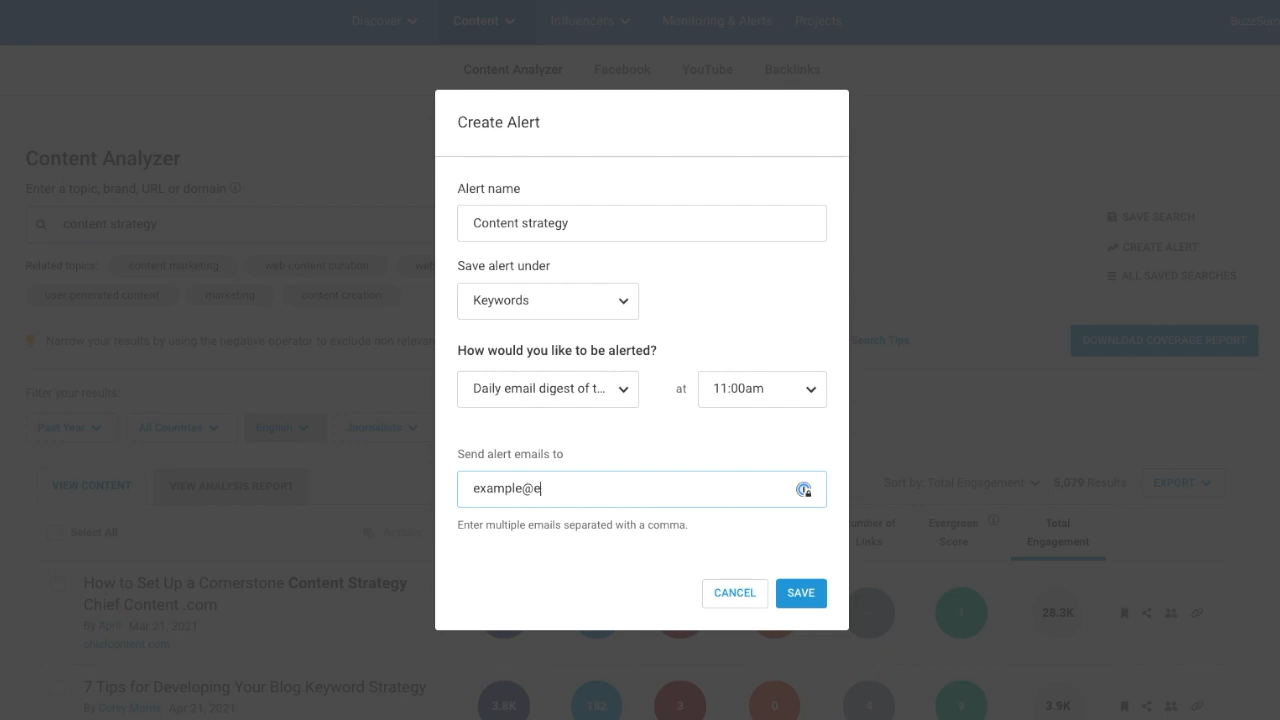 Discover Content Influencers Monitoring & Alerts Projects BuzzSum
Content Analyzer Facebook YouTube Backlinks
Create Alert
Alert name
Content strategy
Save alert under
Keywords
How would you like to be alerted?
Daily email digest of t... at 11:00am
Send alert emails to
example@e
Enter multiple emails separated with a comma.
CANCEL SAVE
Content Analyzer
Enter a topic, brand, URL or domain
content strategy
SAVE SEARCH
CREATE ALERT
ALL SAVED SEARCHES
Related topics: content marketing web content curation web
user generated content marketing content creation
Narrow your results by using the negative operator to exclude non relevan
Search Tips
DOWNLOAD COVERAGE REPORT
Filter your results:
Past Year All Countries English Journalists
VIEW CONTENT VIEW ANALYSIS REPORT
Sort by: Total Engagement 5,079 Results EXPORT
Select All
Links
Evergreen Score
Total Engagement
How to Set Up a Cornerstone Content Strategy
Chief Content .com
By April Mar 21, 2021
chiefcontent.com
1 28.3K
7 Tips for Developing Your Blog Keyword Strategy
Apr 21, 2021
3.8K 182 3 0 4 9 3.9K